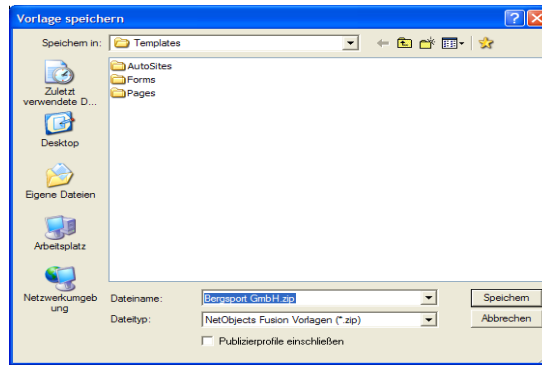 Vorlage speichern
Speichern in:
Templates
AutoSites
Forms
Pages
Zuletzt
verwendete D...
Desktop
Eigene Dateien
Arbeitsplatz
Netzwerkumgeb
ung
Dateiname:
Bergsport GmbH.zip
Speichern
Dateityp:
NetObjects Fusion Vorlagen (*.zip)
Abbrechen
Publizierprofile einschließen